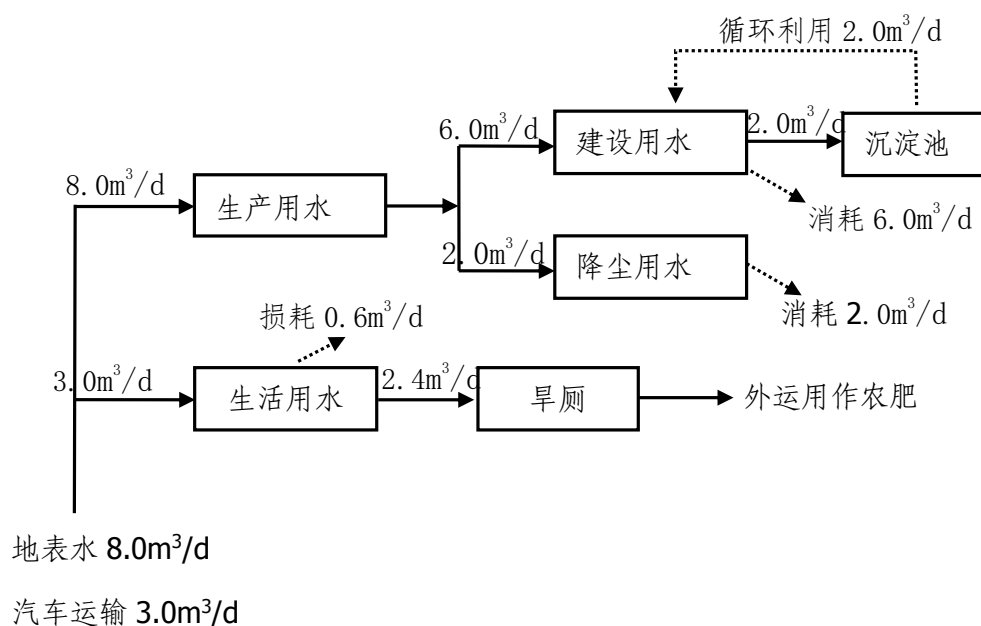 循环利用 2.0m³/d
6.0m³/d
建设用水
2.0m³/d
沉淀池
8.0m³/d
生产用水
消耗 6.0m³/d
2.0m³/d
降尘用水
损耗 0.6m³/d
消耗 2.0m³/d
3.0m³/d
生活用水
2.4m³/d
旱厕
外运用作农肥
地表水 8.0m³/d
汽车运输 3.0m³/d